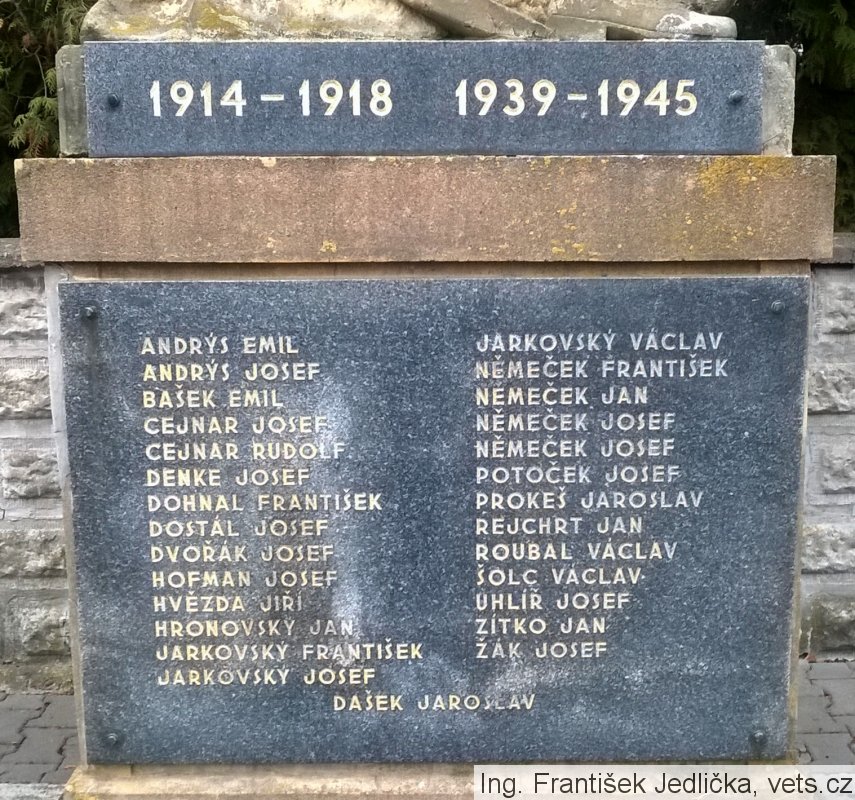 1914 – 1918 1939 – 1945
ANDRÝS EMIL
ANDRÝS JOSEF
BAŠEK EMIL
CEJNAR JOSEF
CEJNAR RUDOLF
DENKE JOSEF
DOHNAL FRANTIŠEK
DOSTÁL JOSEF
DVOŘÁK JOSEF
HOFMAN JOSEF
HVĚZDA JIŘÍ
HRONOVSKÝ JAN
JARKOVSKÝ FRANTIŠEK
JARKOVSKÝ JOSEF
JARKOVSKÝ VÁCLAV
NĚMEČEK FRANTIŠEK
NĚMEČEK JAN
NĚMEČEK JOSEF
NĚMEČEK JOSEF
POTOČEK JOSEF
PROKEŠ JAROSLAV
REJCHRT JAN
ROUBAL VÁCLAV
ŠOLC VÁCLAV
UHLÍŘ JOSEF
ZÍTKO JAN
ŽÁK JOSEF
DAŠEK JAROSLAV
Ing. František Jedlička, vets.cz